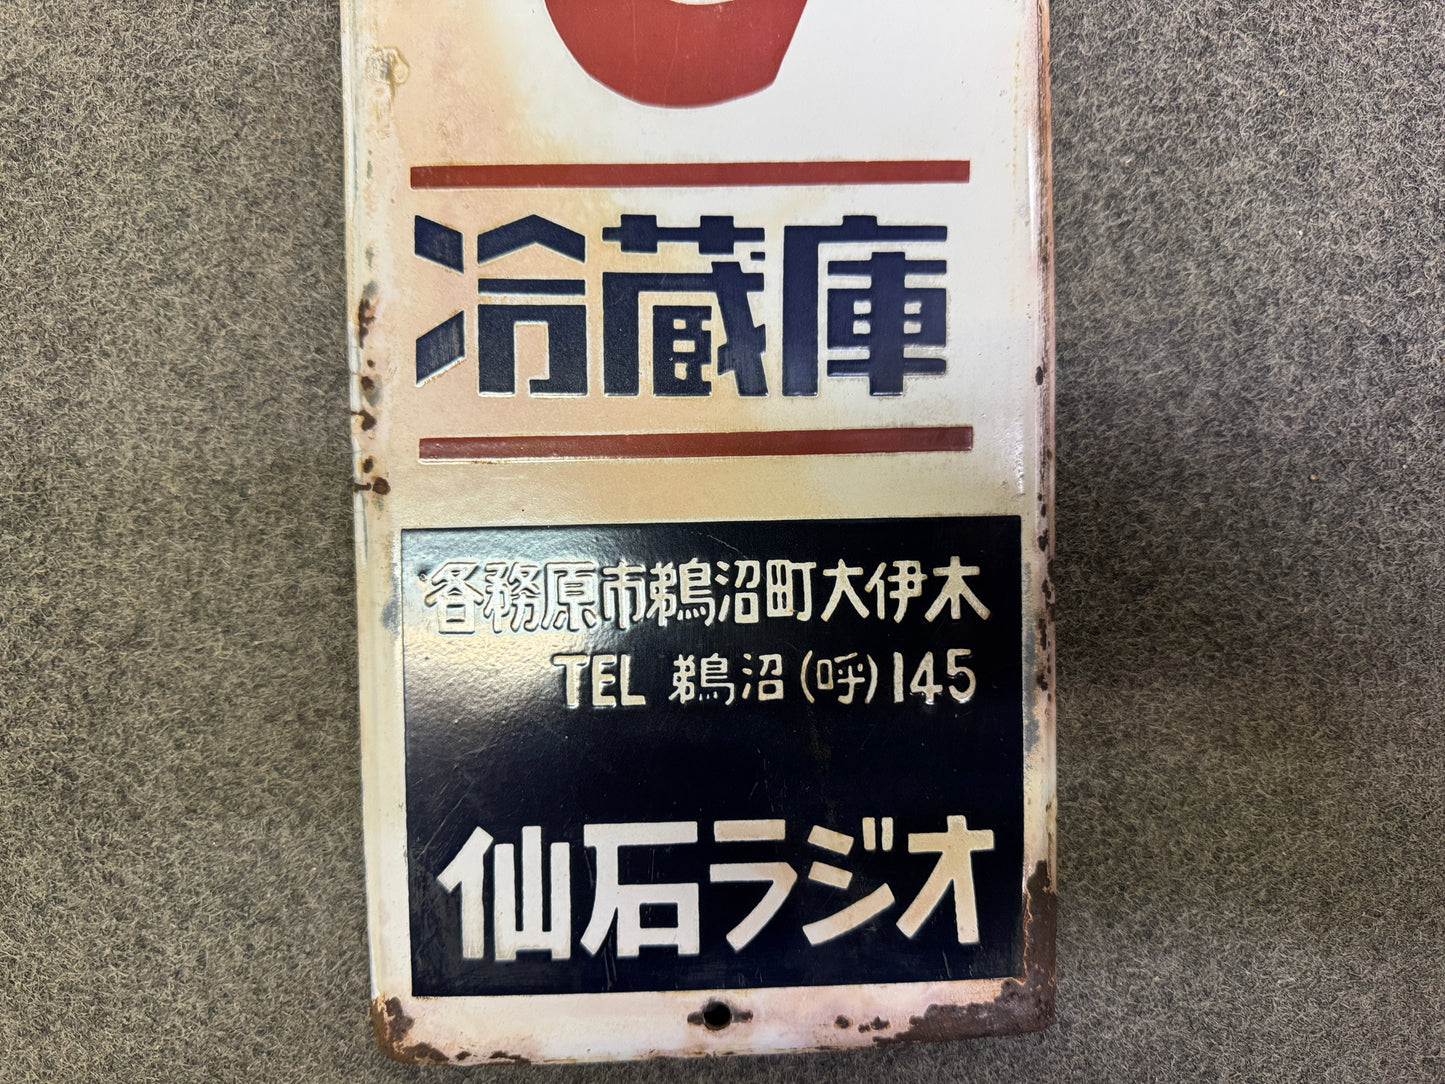 冷蔵庫
各務原市鵜沼町大伊木
TEL 鵜沼(呼)145
仙石ラジオ